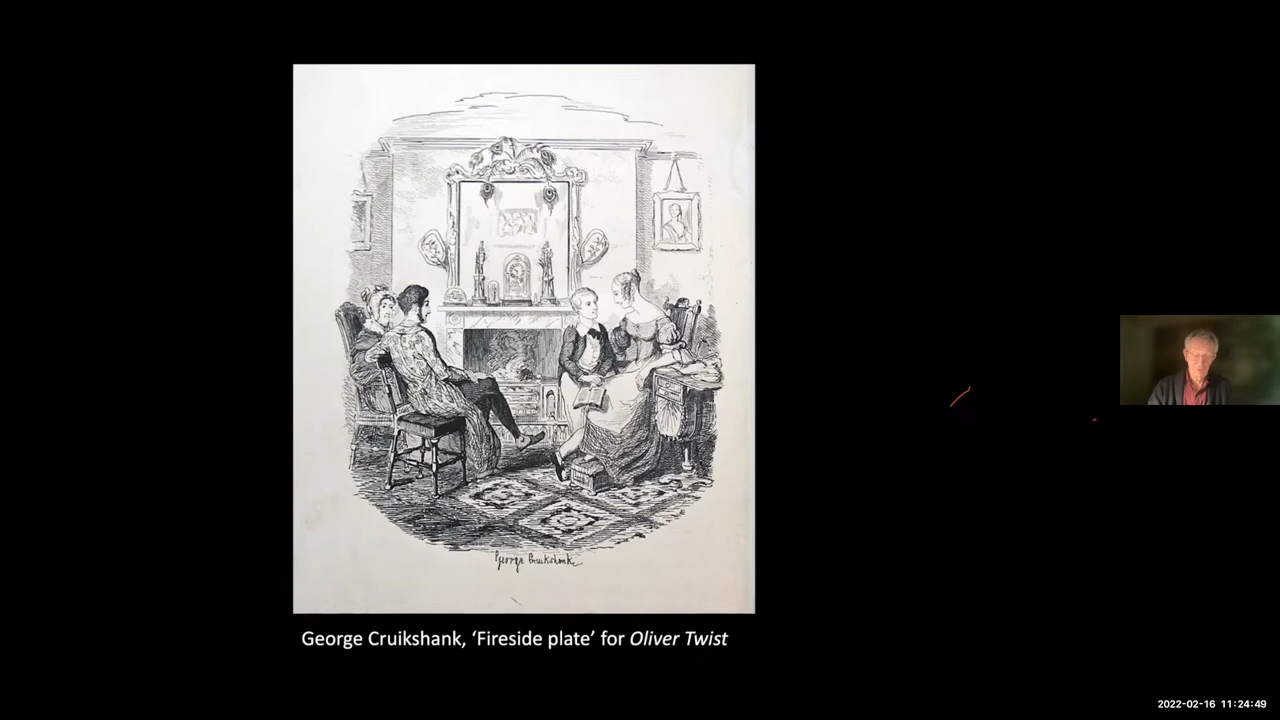 George Cruikshank
George Cruikshank, ‘Fireside plate’ for Oliver Twist
2022-02-16 11:24:49